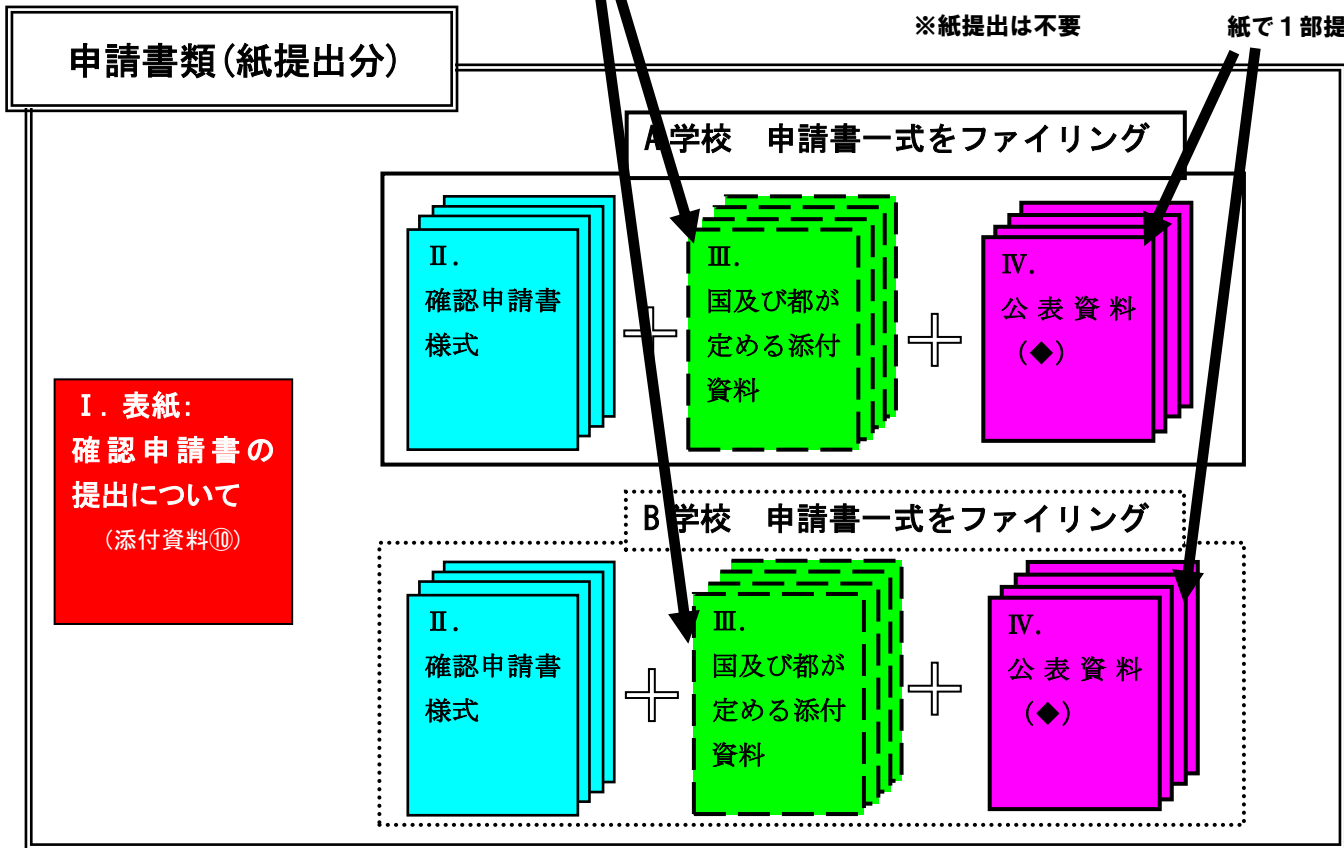 ※紙提出は不要
紙で1部提
申請書類(紙提出分)
A学校 申請書一式をファイリング
Ⅱ.
確認申請書
様式
Ⅲ.
国及び都が
定める添付
資料
Ⅳ.
公表資料
(◆)
Ⅰ.表紙:
確認申請書の
提出について
(添付資料⑩)
B学校 申請書一式をファイリング
Ⅱ.
確認申請書
様式
Ⅲ.
国及び都が
定める添付
資料
Ⅳ.
公表資料
(◆)